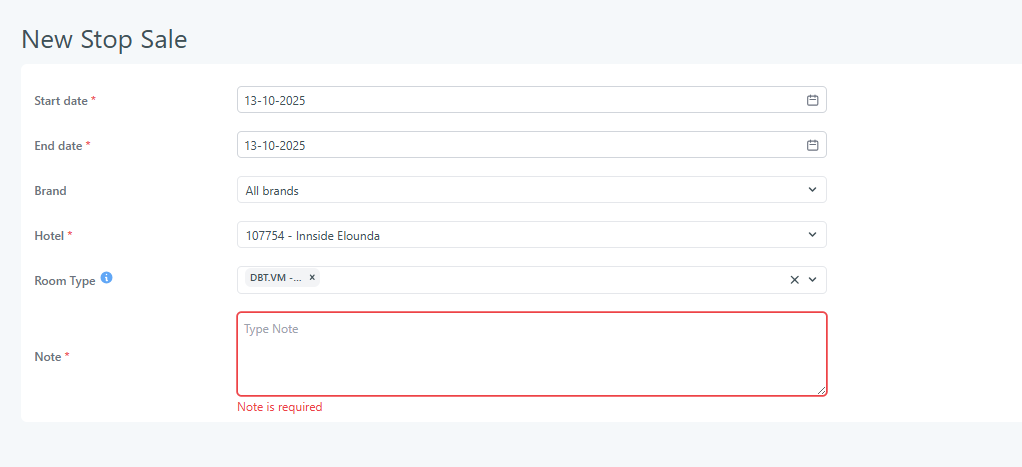 New Stop Sale
Start date *
13-10-2025
End date *
13-10-2025
Brand
All brands
Hotel *
107754 - Innside Elounda
Room Type
DBT.VM -...
Note *
Type Note
Note is required